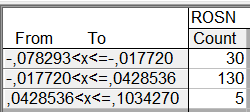 ROSN
From To Count
-,078293<x<=-,017720 30
-,017720<x<=,0428536 130
,0428536<x<=,1034270 5